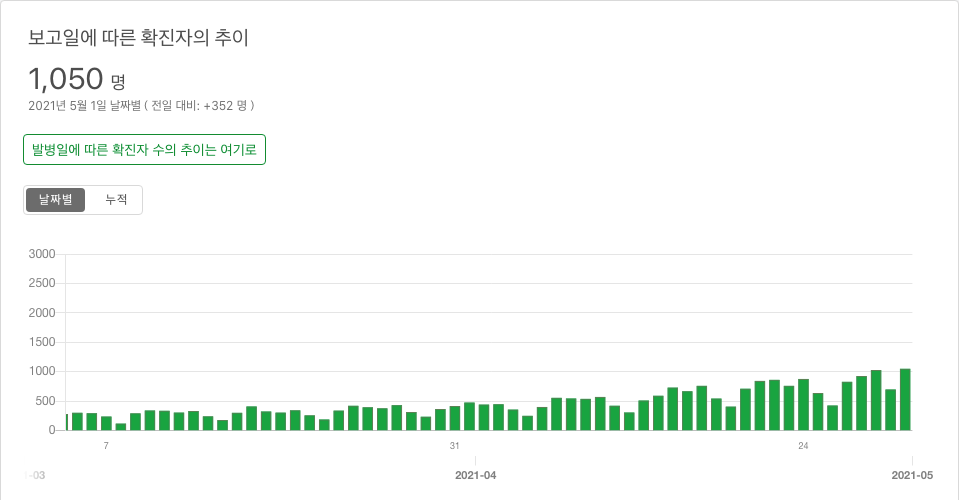 보고일에 따른 확진자의 추이
1,050 명
2021년 5월 1일 날짜별 ( 전일 대비: +352 명 )
발병일에 따른 확진자 수의 추이는 여기로
날짜별 누적
3000
2500
2000
1500
1000
500
0
7 31 24
-03 2021-04 2021-05